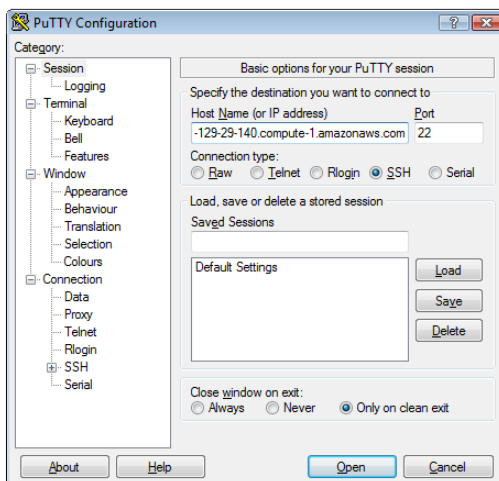 PuTTY Configuration
Category:
Session
Logging
Terminal
Keyboard
Bell
Features
Window
Appearance
Behaviour
Translation
Selection
Colours
Connection
Data
Proxy
Telnet
Rlogin
SSH
Serial
Basic options for your PuTTY session
Specify the destination you want to connect to
Host Name (or IP address) Port
-129-29-140.compute-1.amazonaws.com 22
Connection type:
Raw Telnet Rlogin SSH Serial
Load, save or delete a stored session
Saved Sessions
Default Settings
Load
Save
Delete
Close window on exit:
Always Never Only on clean exit
About Help Open Cancel